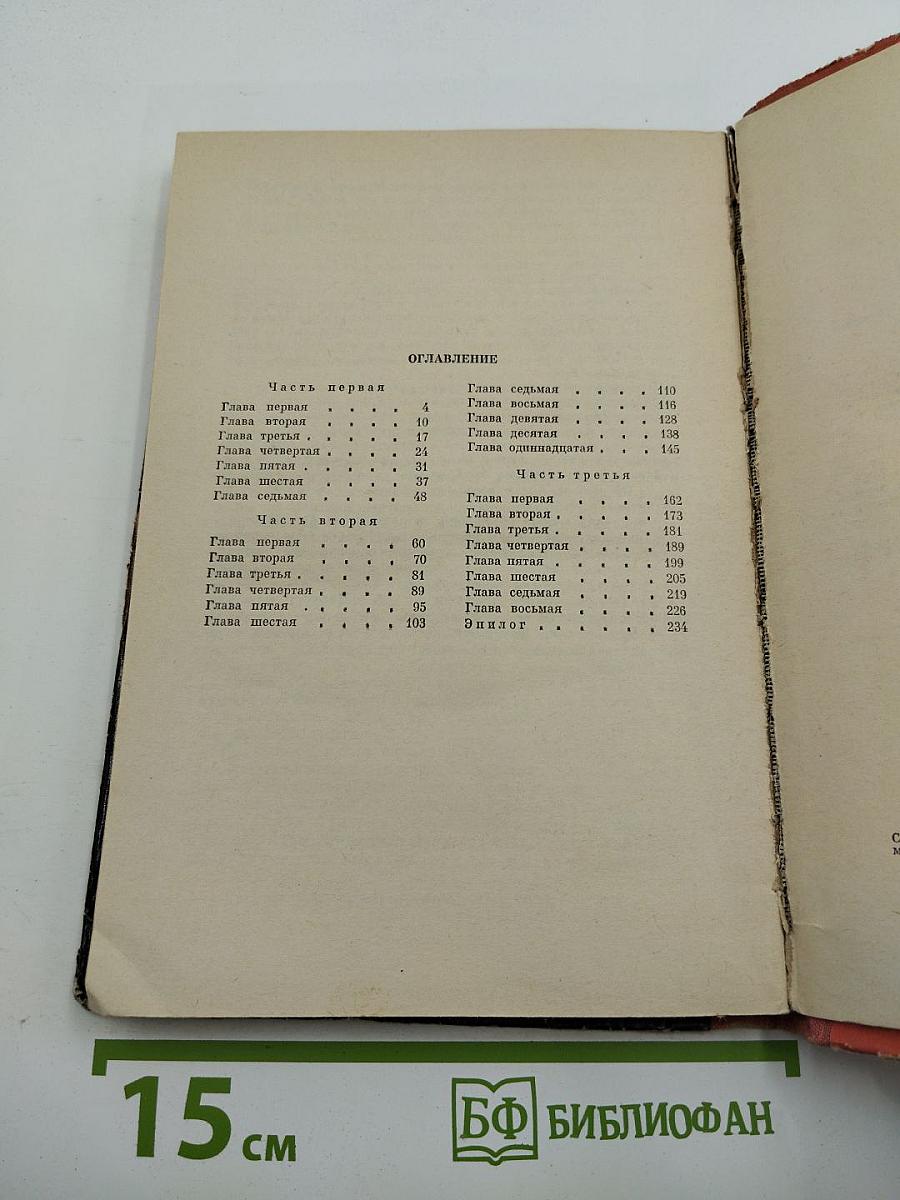 ОГЛАВЛЕНИЕ
Часть первая
Глава первая . . . . 4
Глава вторая . . . . 10
Глава третья . . . . . 17
Глава четвертая . . . . 24
Глава пятая . . . . . 31
Глава шестая . . . . 37
Глава седьмая . . . . 48
Часть вторая
Глава первая . . . . 60
Глава вторая . . . . 70
Глава третья . . . . . 81
Глава четвертая . . . . 89
Глава пятая . . . . . 95
Глава шестая . . . . 103
Глава седьмая . . . . 110
Глава восьмая . . . . 116
Глава девятая . . . . 128
Глава десятая . . . . 138
Глава одиннадцатая . . . 145
Часть третья
Глава первая . . . . 162
Глава вторая . . . . . 173
Глава третья . . . . . 181
Глава четвертая . . . . 189
Глава пятая . . . . . 199
Глава шестая . . . . 205
Глава седьмая . . . . 219
Глава восьмая . . . . 226
Эпилог . . . . . . 234
15 см
БФ БИБЛИОФАН